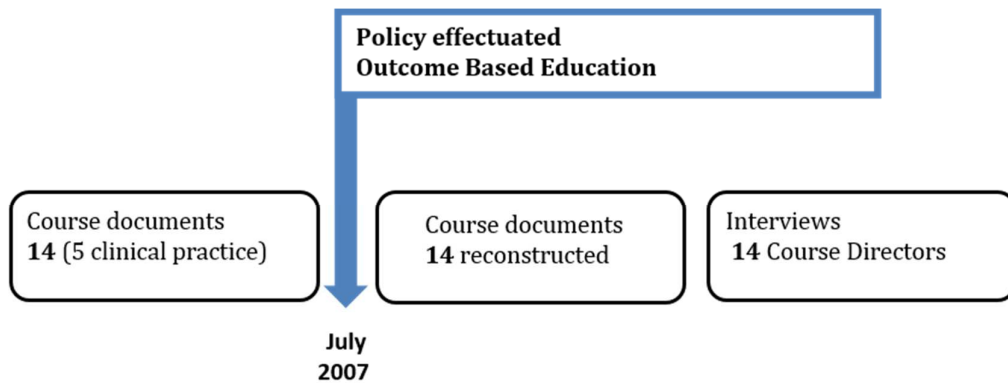 Policy effectuated
Outcome Based Education
Course documents
14 (5 clinical practice)
Course documents
14 reconstructed
Interviews
14 Course Directors
July
2007